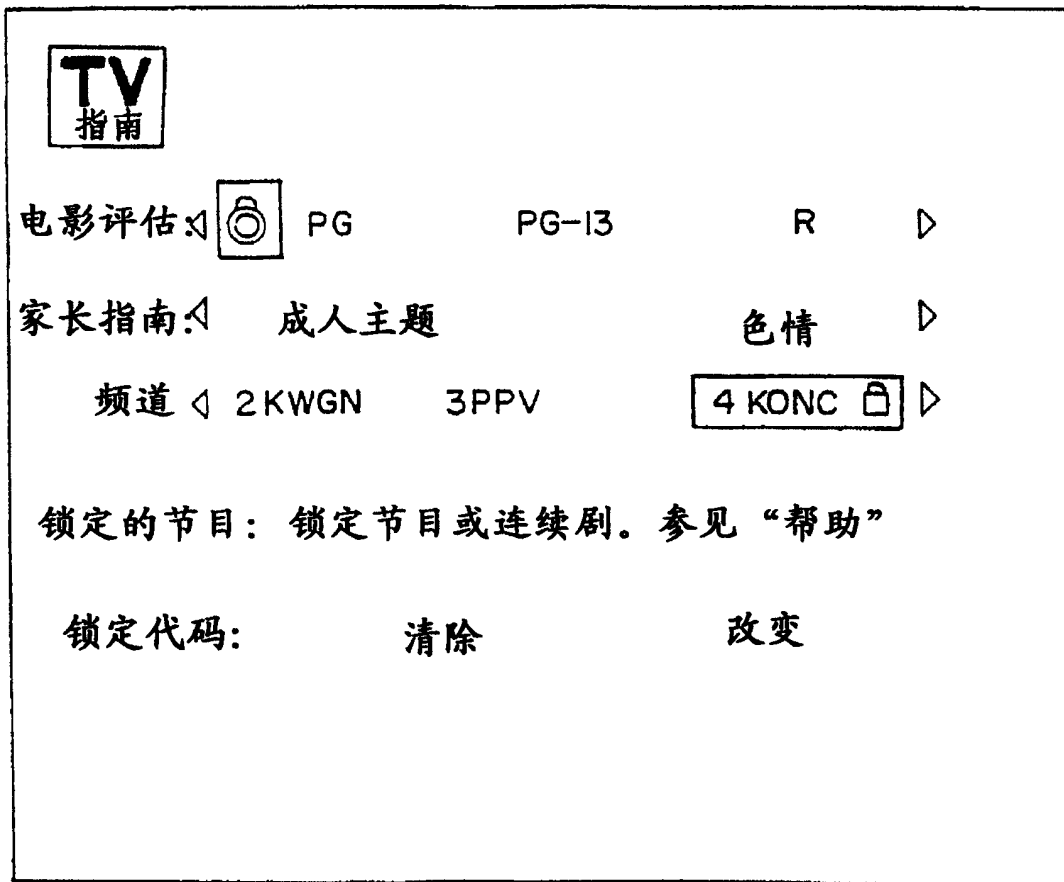 TV
指南
电影评估: PG PG-13 R
家长指南: 成人主题 色情
频道 2KWGN 3PPV 4 KONC
锁定的节目: 锁定节目或连续剧。参见“帮助”
锁定代码: 清除 改变